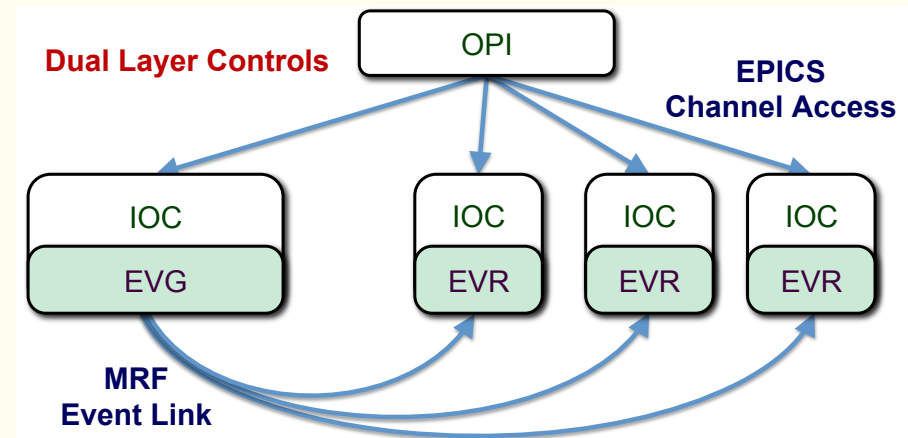 OPI
Dual Layer Controls
EPICS
Channel Access
IOC
IOC
IOC
IOC
EVG
EVR
EVR
EVR
MRF
Event Link